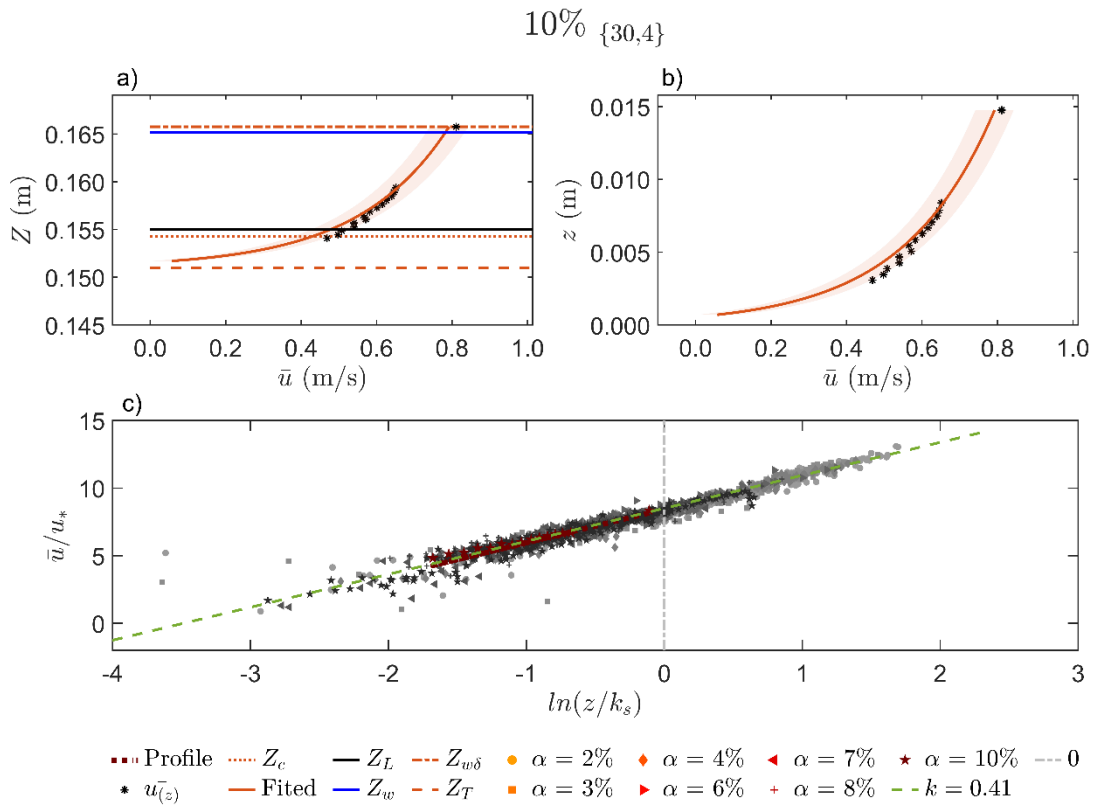 10% {30,4}
a)
0.165
0.160
0.155
0.150
0.145
Z (m)
0.0 0.2 0.4 0.6 0.8 1.0
ū (m/s)
b)
0.015
0.010
0.005
0.000
z (m)
0.0 0.2 0.4 0.6 0.8 1.0
ū (m/s)
c)
15
10
5
0
ū/u*
-4 -3 -2 -1 0 1 2 3
ln(z/ks)
Profile Zc ZL Zwδ α = 2% α = 4% α = 7% α = 10% 0
ū(z) Fited Zw ZT α = 3% α = 6% α = 8% k = 0.41